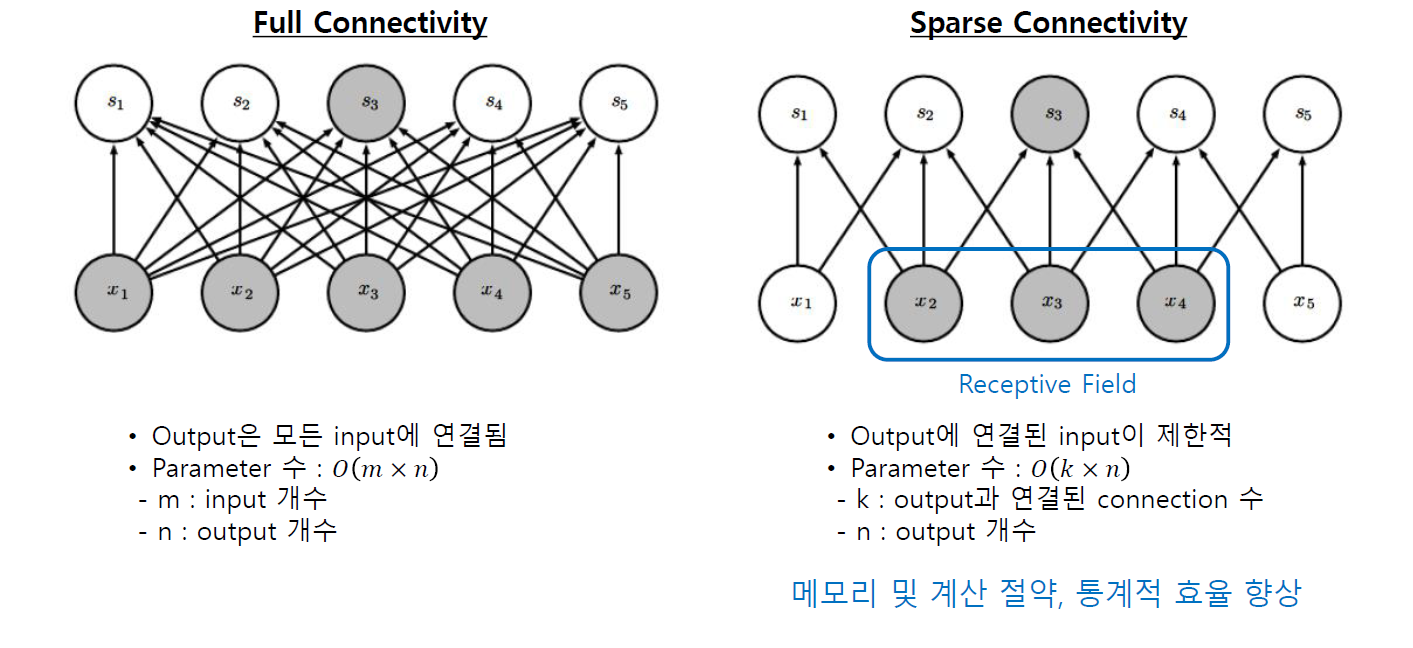 Full Connectivity
s1 s2 s3 s4 s5
x1 x2 x3 x4 x5
• Output은 모든 input에 연결됨
• Parameter 수 : O(m × n)
- m : input 개수
- n : output 개수
Sparse Connectivity
s1 s2 s3 s4 s5
x1 x2 x3 x4 x5
Receptive Field
• Output에 연결된 input이 제한적
• Parameter 수 : O(k × n)
- k : output과 연결된 connection 수
- n : output 개수
메모리 및 계산 절약, 통계적 효율 향상